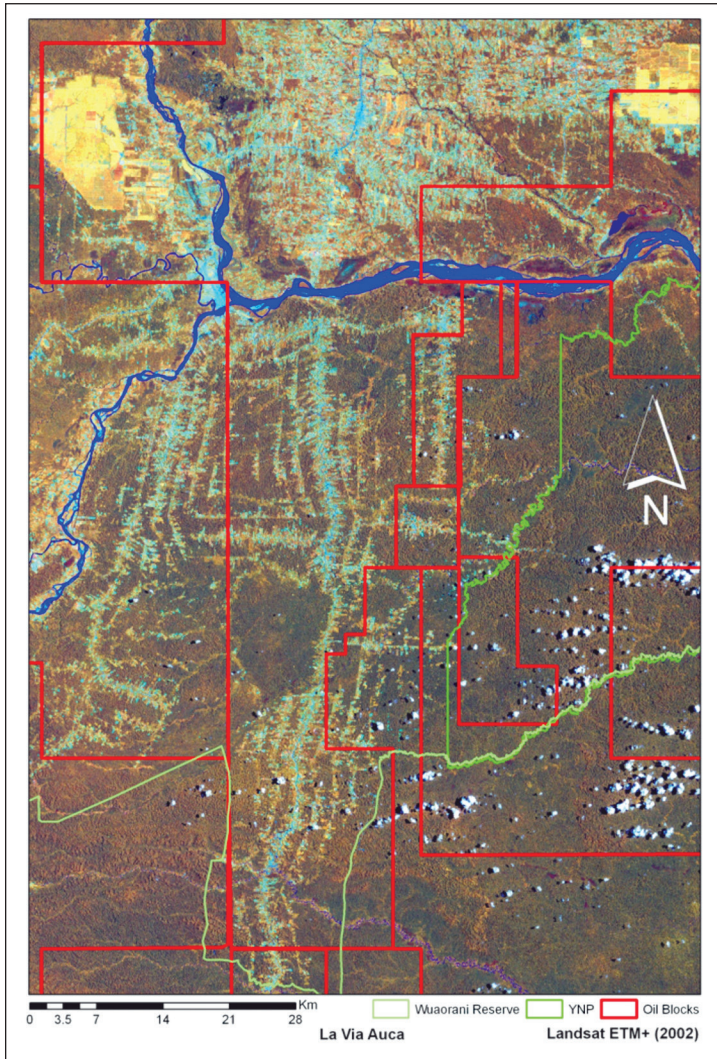 N
Km
0 3.5 7 14 21 28
Wuaorani Reserve YNP Oil Blocks
La Via Auca Landsat ETM+ (2002)